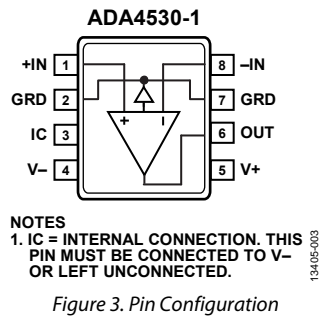 ADA4530-1
+IN 1
8 –IN
GRD 2
7 GRD
IC 3
6 OUT
V– 4
5 V+
+ –
NOTES
1. IC = INTERNAL CONNECTION. THIS
PIN MUST BE CONNECTED TO V–
OR LEFT UNCONNECTED.
13405-003
Figure 3. Pin Configuration